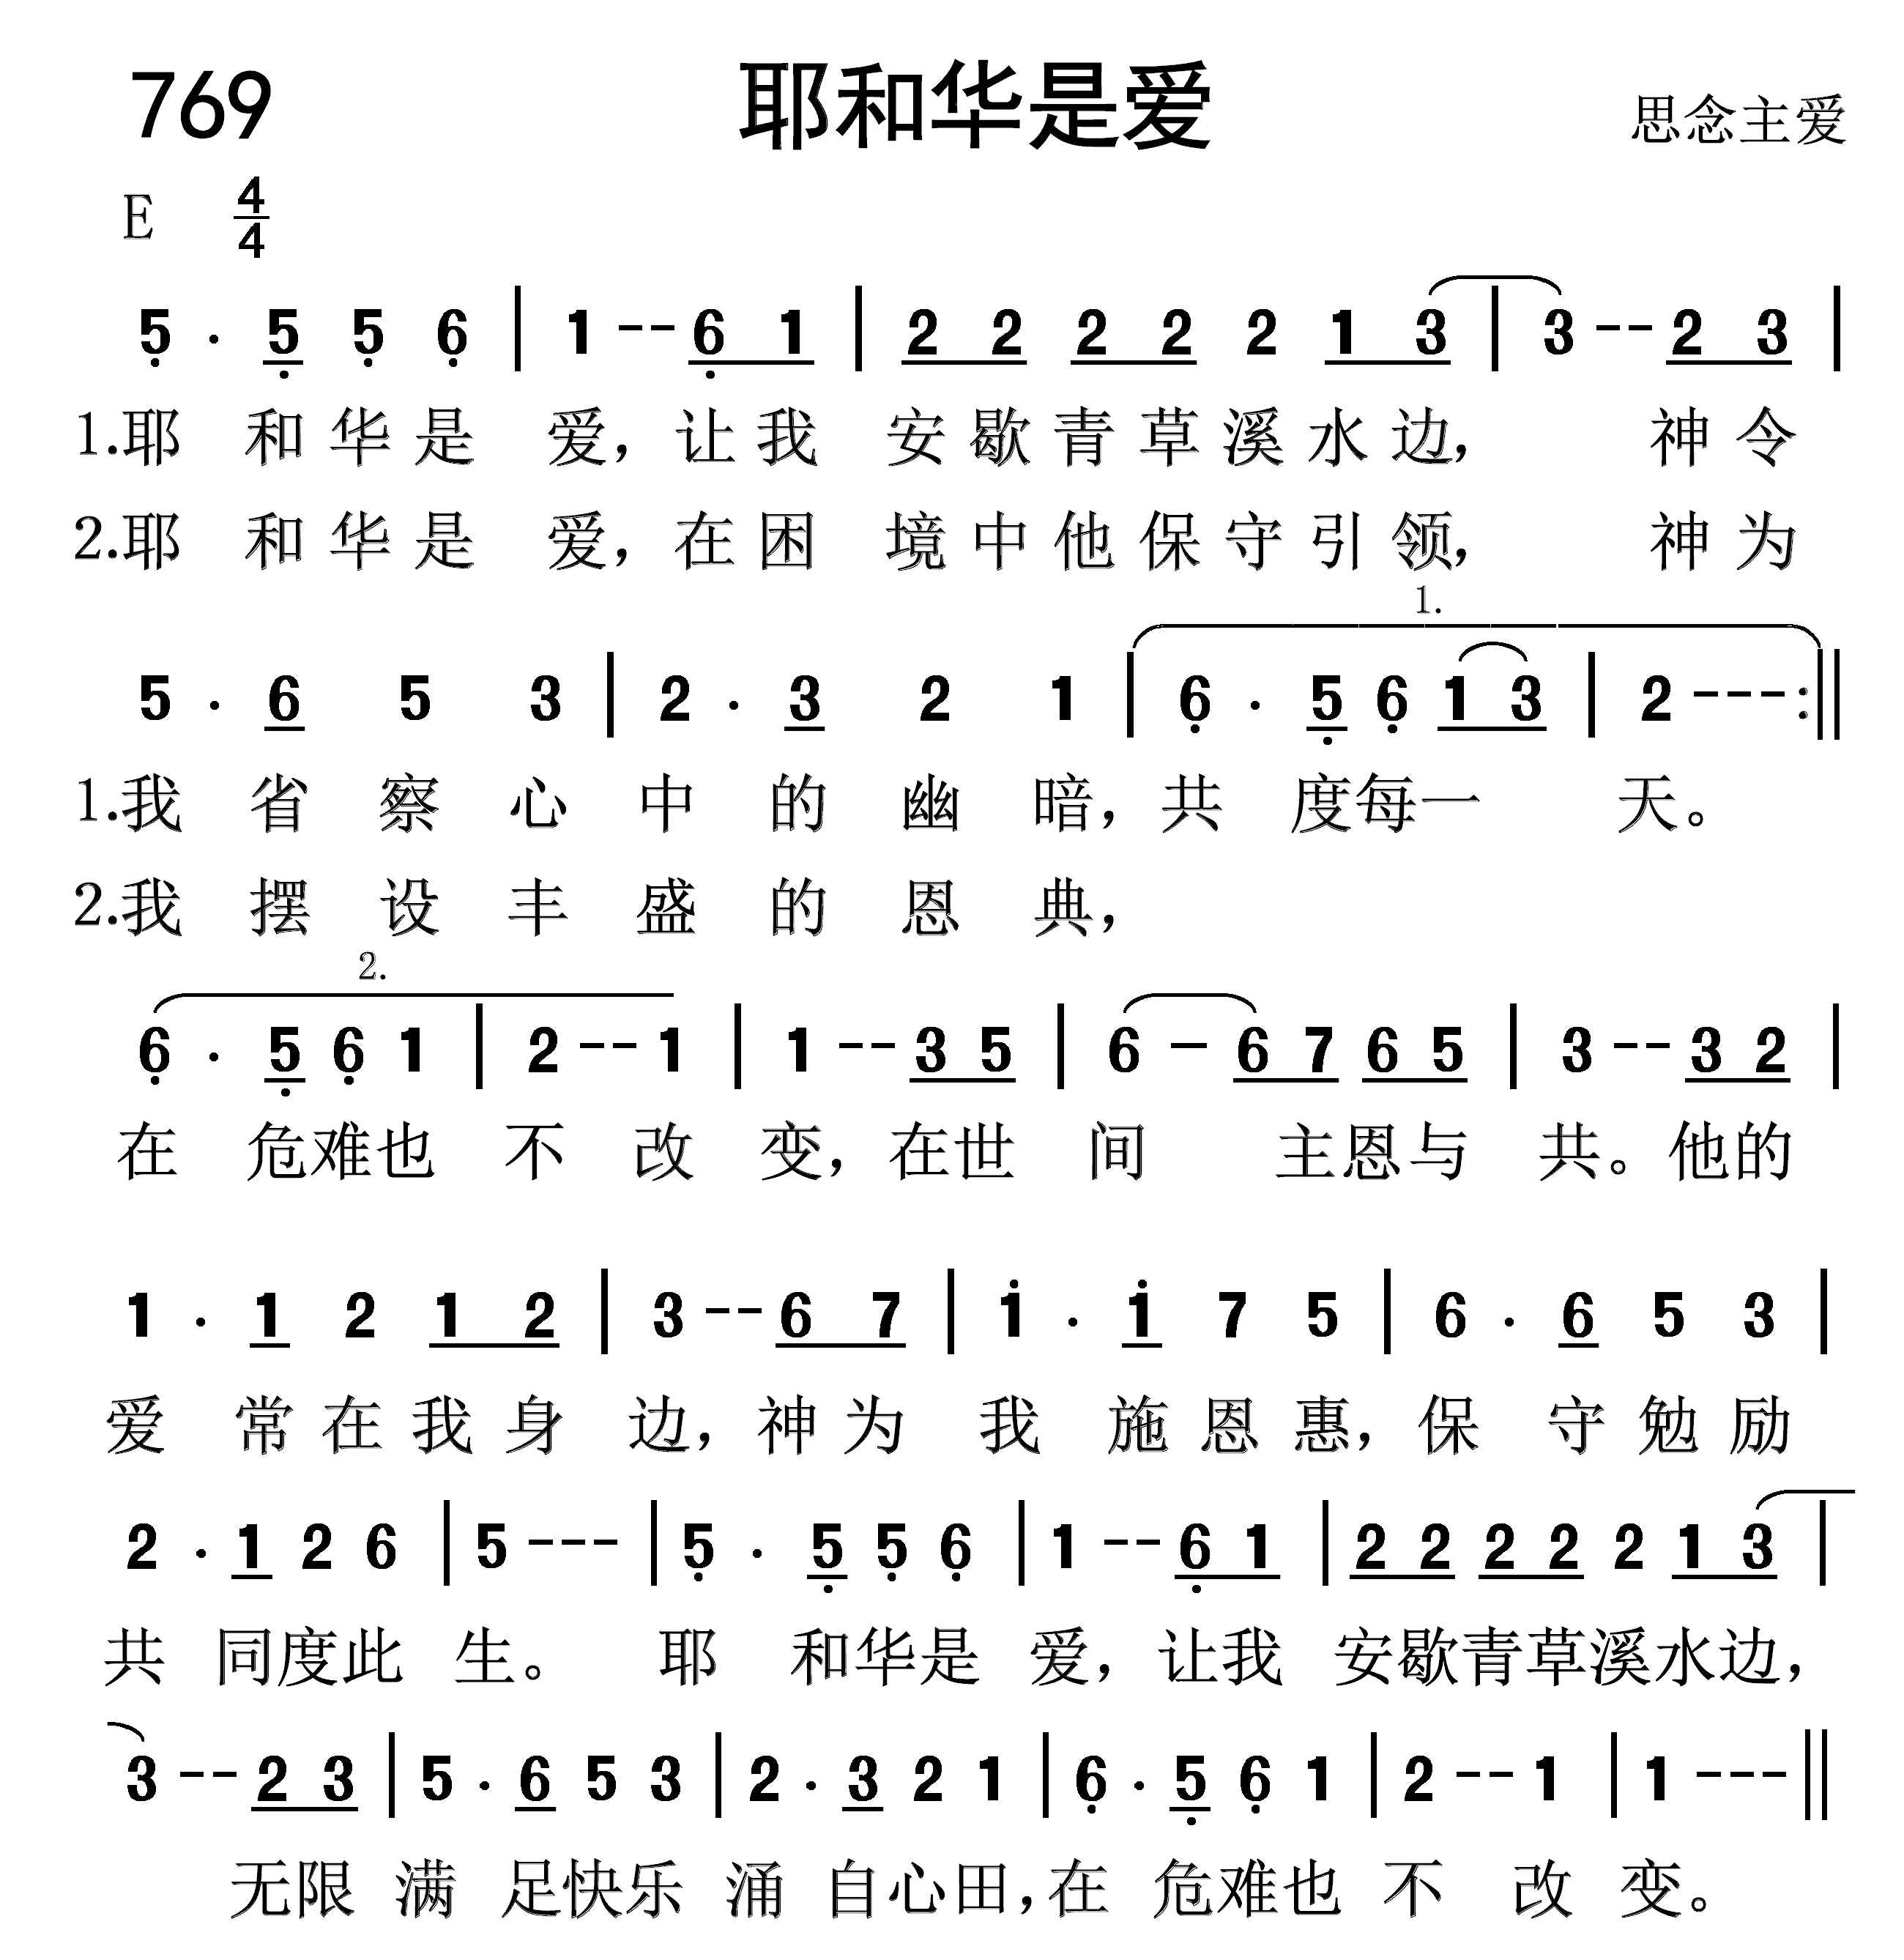 769 耶和华是爱 思念主爱
E 4/4
5 . 5 5 6 | 1 -- 6 1 | 2 2 2 2 2 1 3 | 3 -- 2 3 |
1.耶 和 华 是 爱，让 我 安 歇 青 草 溪 水 边， 神 令
2.耶 和 华 是 爱，在 困 境 中 他 保 守 引 领， 神 为
1.
5 . 6 5 3 | 2 . 3 2 1 | 6 . 5 6 1 3 | 2 --- :||
1.我 省 察 心 中 的 幽 暗，共 度 每 一 天。
2.我 摆 设 丰 盛 的 恩 典，
2.
6 . 5 6 1 | 2 -- 1 | 1 -- 3 5 | 6 - 6 7 6 5 | 3 -- 3 2 |
在 危 难 也 不 改 变，在 世 间 主 恩 与 共。他 的
1 . 1 2 1 2 | 3 -- 6 7 | 1 . 1 7 5 | 6 . 6 5 3 |
爱 常 在 我 身 边，神 为 我 施 恩 惠，保 守 勉 励
2 . 1 2 6 | 5 --- | 5 . 5 5 6 | 1 -- 6 1 | 2 2 2 2 2 1 3 |
共 同 度 此 生。 耶 和 华 是 爱，让 我 安 歇 青 草 溪 水 边，
3 -- 2 3 | 5 . 6 5 3 | 2 . 3 2 1 | 6 . 5 6 1 | 2 -- 1 | 1 --- ||
无 限 满 足 快 乐 涌 自 心 田，在 危 难 也 不 改 变。